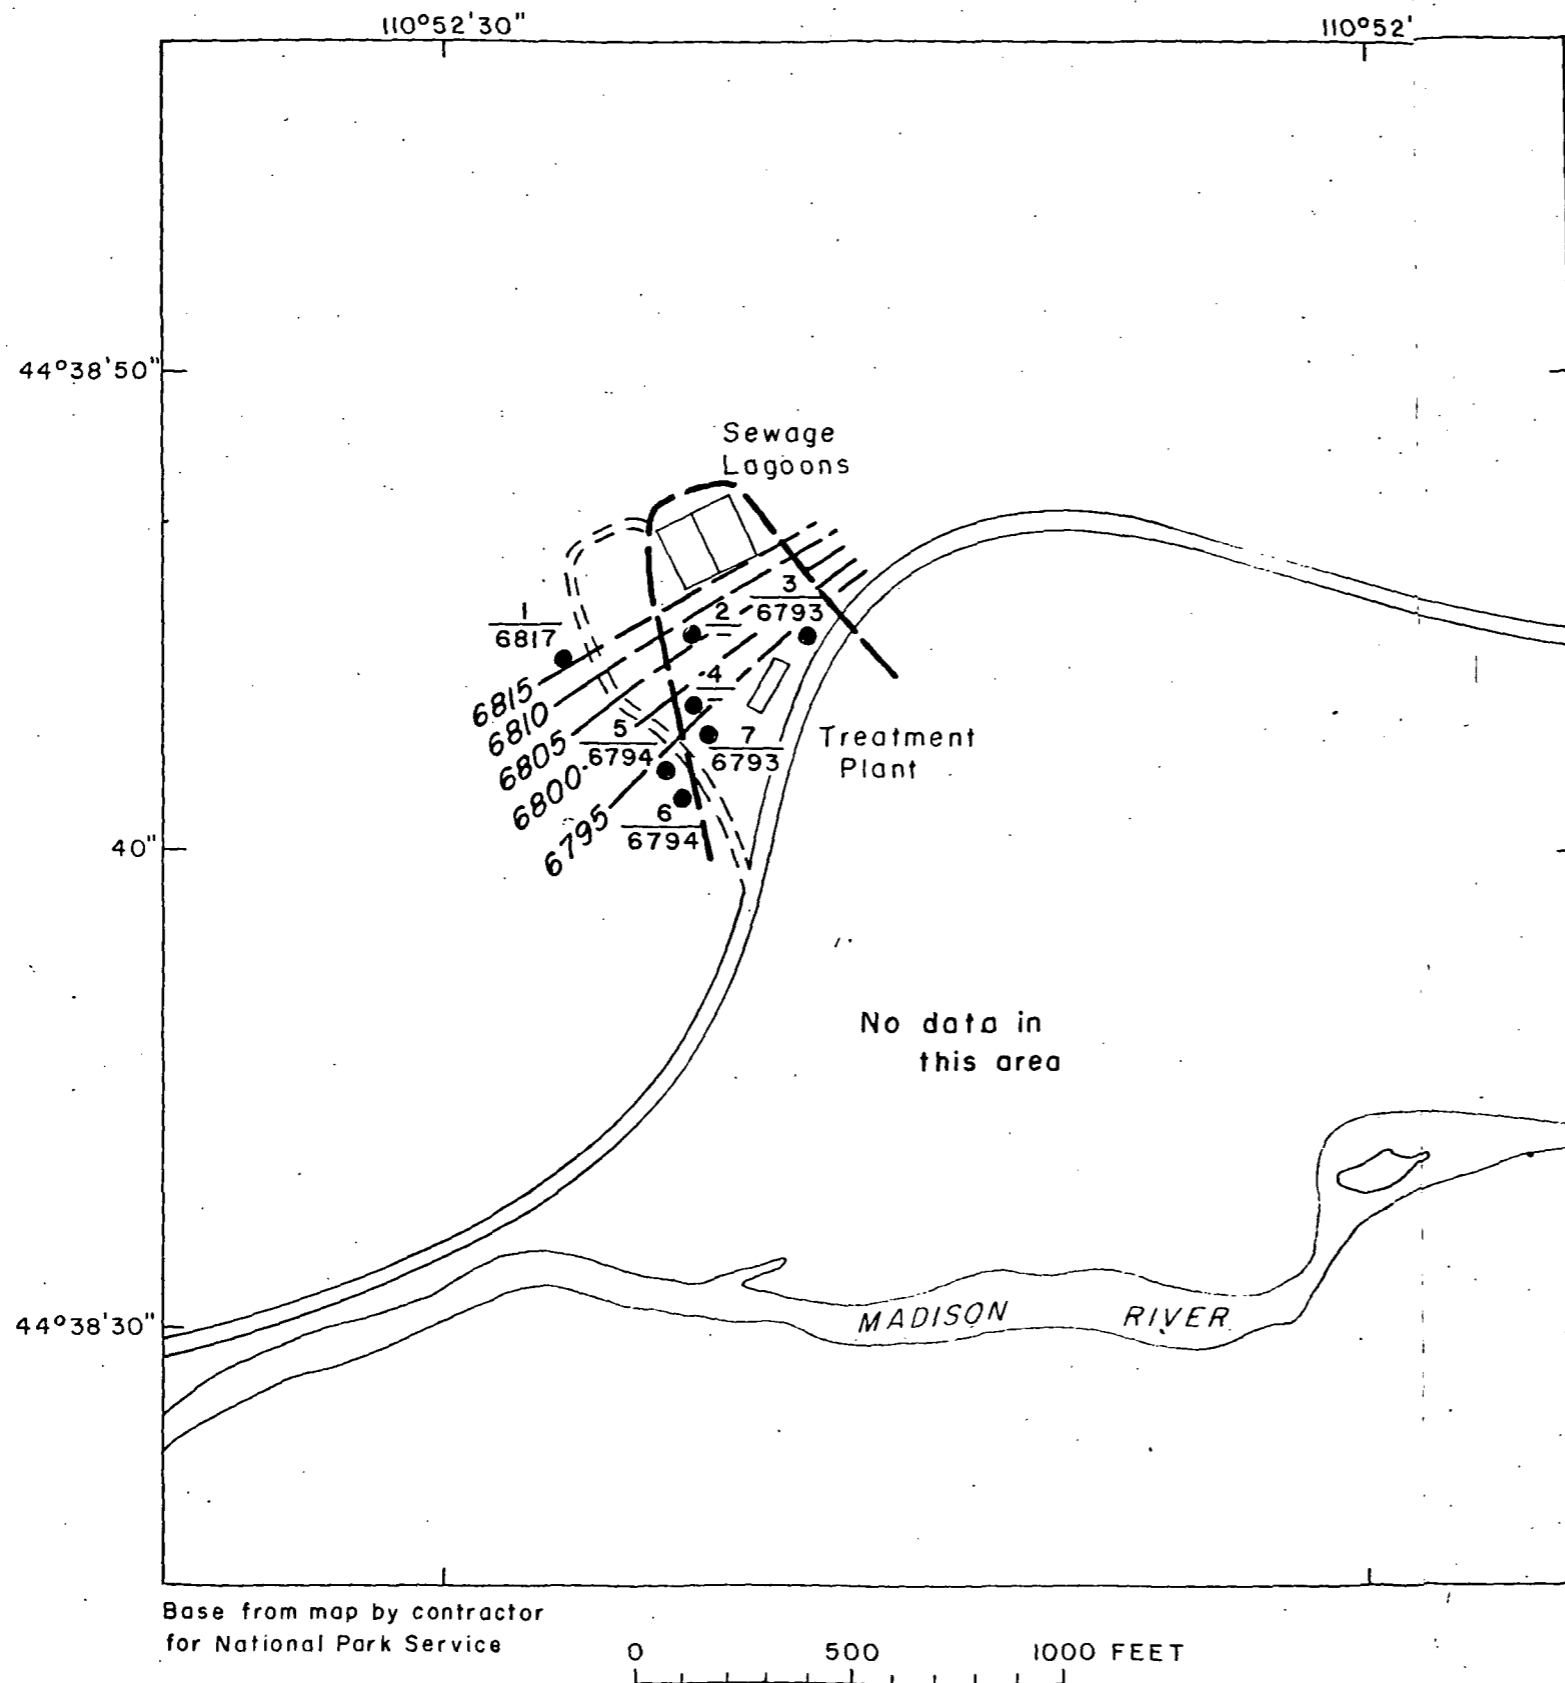 110°52'30"
110°52'
44°38'50"
Sewage
Lagoons
3
6793
1
6817
2
=
4
=
6815
6810
6805
6800
6795
5
6794
7
6793
Treatment
Plant
6
6794
40"
No data in
this area
44°38'30"
MADISON RIVER
Base from map by contractor
for National Park Service
0 500 1000 FEET